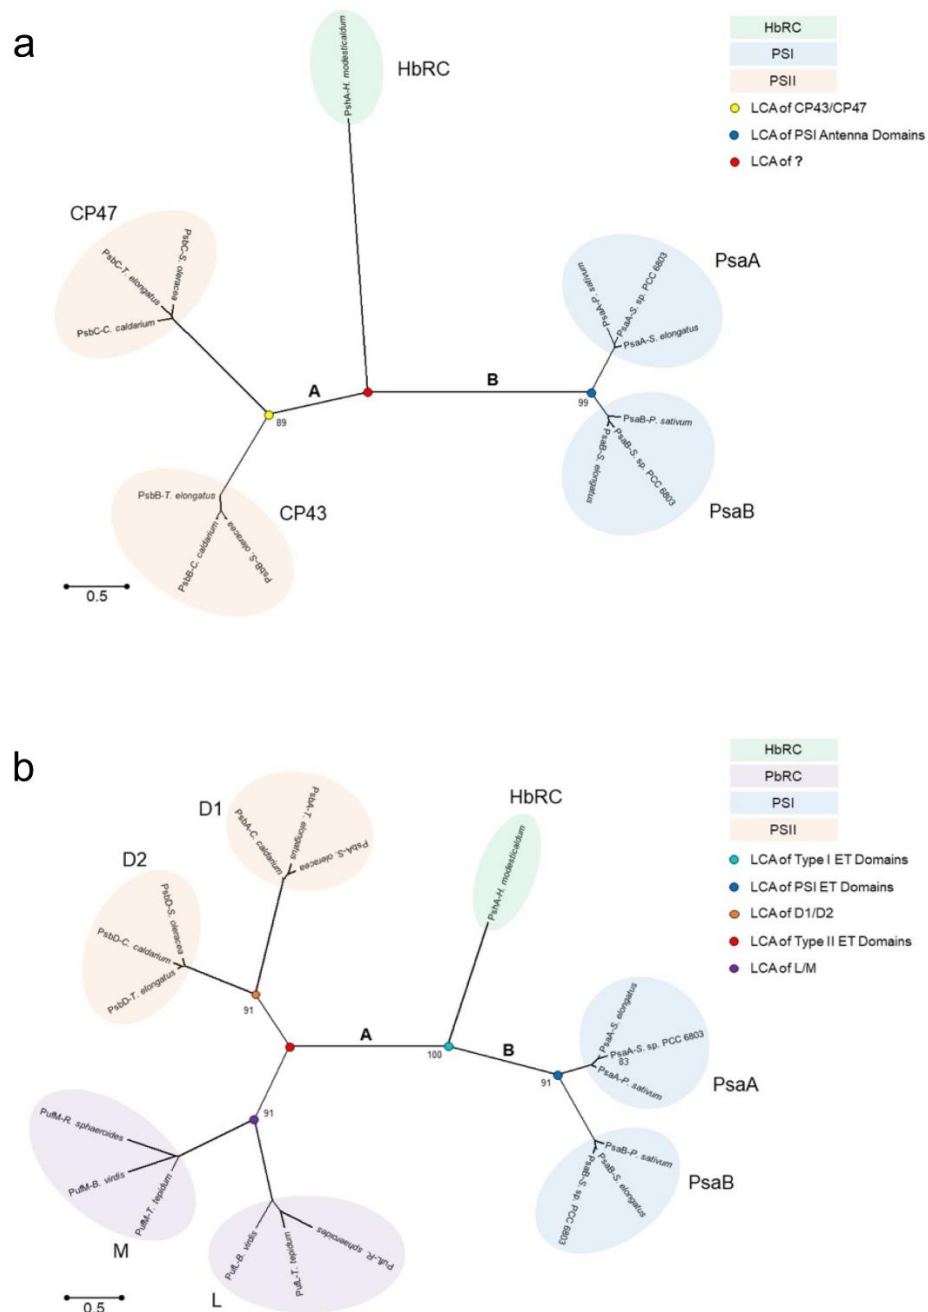 a
HbRC
PSI
PSII
LCA of CP43/CP47
LCA of PSI Antenna Domains
LCA of ?
HbRC
PshA-H. modesticaldum
CP47
PsbC-S. oleracea
PsbC-T. elongatus
PsbC-C. caldarium
PsaA
PsaA-P. sativum
PsaA-S. sp. PCC 6803
PsaA-S. elongatus
A
B
89
99
PsaB-P. sativum
PsaB-S. sp. PCC 6803
PsaB-S. elongatus
PsaB
PsbB-T. elongatus
PsbB-C. caldarium
PsbB-S. oleracea
CP43
0.5
b
HbRC
PbRC
PSI
PSII
LCA of Type I ET Domains
LCA of PSI ET Domains
LCA of D1/D2
LCA of Type II ET Domains
LCA of L/M
D1
PsbA-C. caldarium
PsbA-T. elongatus
PsbA-S. oleracea
HbRC
PshA-H. modesticaldum
D2
PsbD-S. oleracea
PsbD-C. caldarium
PsbD-T. elongatus
91
A
100
B
91
PsaA-S. elongatus
PsaA-S. sp. PCC 6803
83
PsaA-P. sativum
PsaA
PsaB-P. sativum
PsaB-S. elongatus
PsaB-S. sp. PCC 6803
PsaB
91
PufM-R. sphaeroides
PufM-B. virdis
PufM-T. tepidum
M
PufL-B. virdis
PufL-T. tepidum
PufL-R. sphaeroides
L
0.5